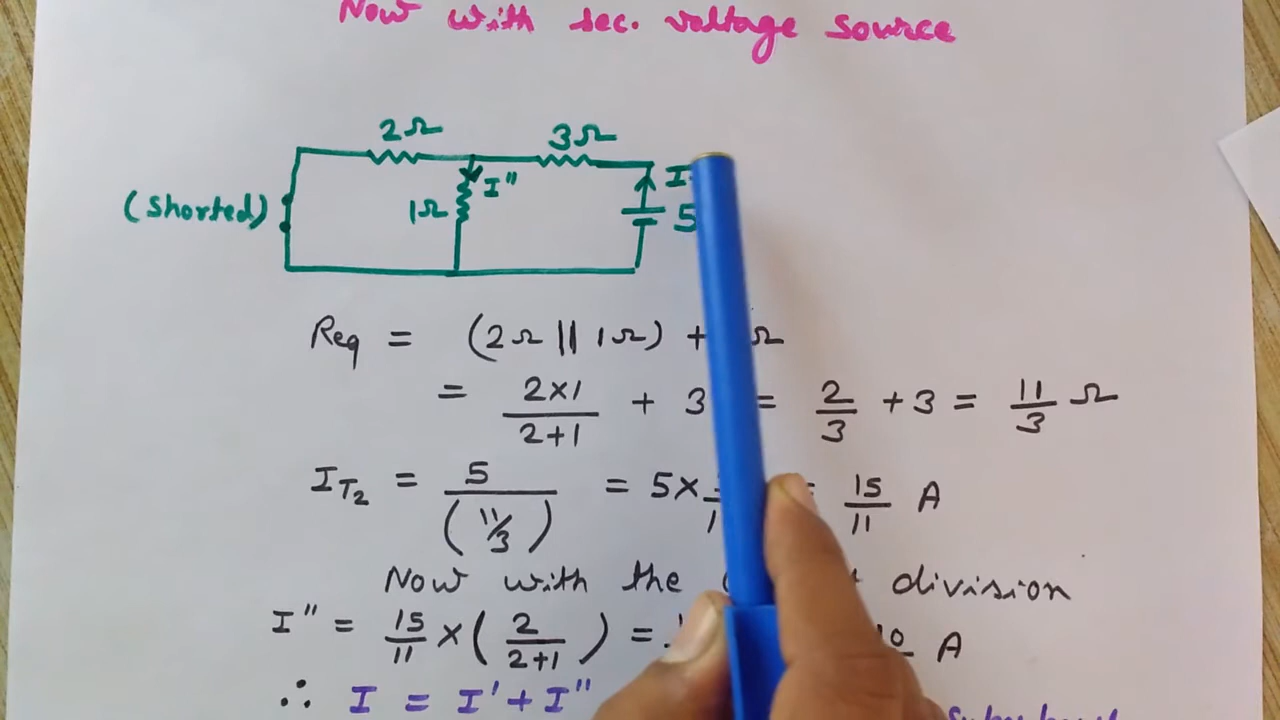 Now with sec. voltage source
2Ω 3Ω
(Shorted) 1Ω I" I 5
Req = (2Ω || 1Ω) + Ω
= 2×1/2+1 + 3 = 2/3 + 3 = 11/3 Ω
IT2 = 5/(11/3) = 5× = 15/11 A
Now with the division
I" = 15/11 × (2/2+1) = A
∴ I = I' + I"